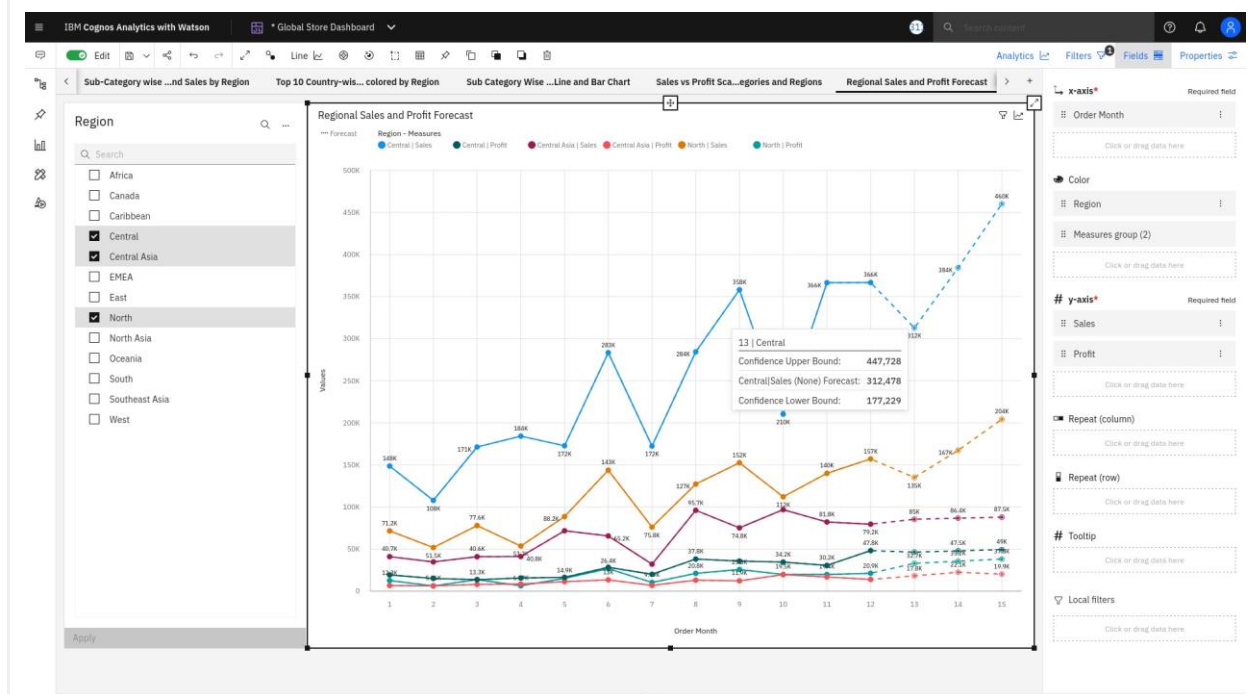 IBM Cognos Analytics with Watson
* Global Store Dashboard
Search content
Edit
Line
Analytics
Filters
1
Fields
Properties
Sub-Category wise ...nd Sales by Region
Top 10 Country-wis... colored by Region
Sub Category Wise ...Line and Bar Chart
Sales vs Profit Sca...egories and Regions
Regional Sales and Profit Forecast
Region
...
Search
Africa
Canada
Caribbean
Central
Central Asia
EMEA
East
North
North Asia
Oceania
South
Southeast Asia
West
Apply
Regional Sales and Profit Forecast
Forecast
Region - Measures
Central | Sales
Central | Profit
Central Asia | Sales
Central Asia | Profit
North | Sales
North | Profit
Values
500K
450K
400K
350K
300K
250K
200K
150K
100K
50K
0
148K
108K
171K
184K
172K
283K
172K
284K
358K
210K
366K
366K
312K
384K
460K
71.2K
77.6K
88.2K
143K
75.8K
127K
152K
112K
140K
157K
135K
167K
204K
40.7K
40.6K
40.8K
65.2K
95.7K
74.8K
81.8K
79.2K
85K
86.4K
87.5K
13.3K
14.9K
26.4K
37.8K
34.2K
30.2K
47.8K
47.5K
49K
20.8K
19.5K
20.9K
17.8K
19.9K
13 | Central
Confidence Upper Bound: 447,728
Central|Sales (None) Forecast: 312,478
Confidence Lower Bound: 177,229
1 2 3 4 5 6 7 8 9 10 11 12 13 14 15
Order Month
x-axis*
Required field
Order Month
Click or drag data here
Color
Region
Measures group (2)
Click or drag data here
# y-axis*
Required field
Sales
Profit
Click or drag data here
Repeat (column)
Click or drag data here
Repeat (row)
Click or drag data here
# Tooltip
Click or drag data here
Local filters
Click or drag data here